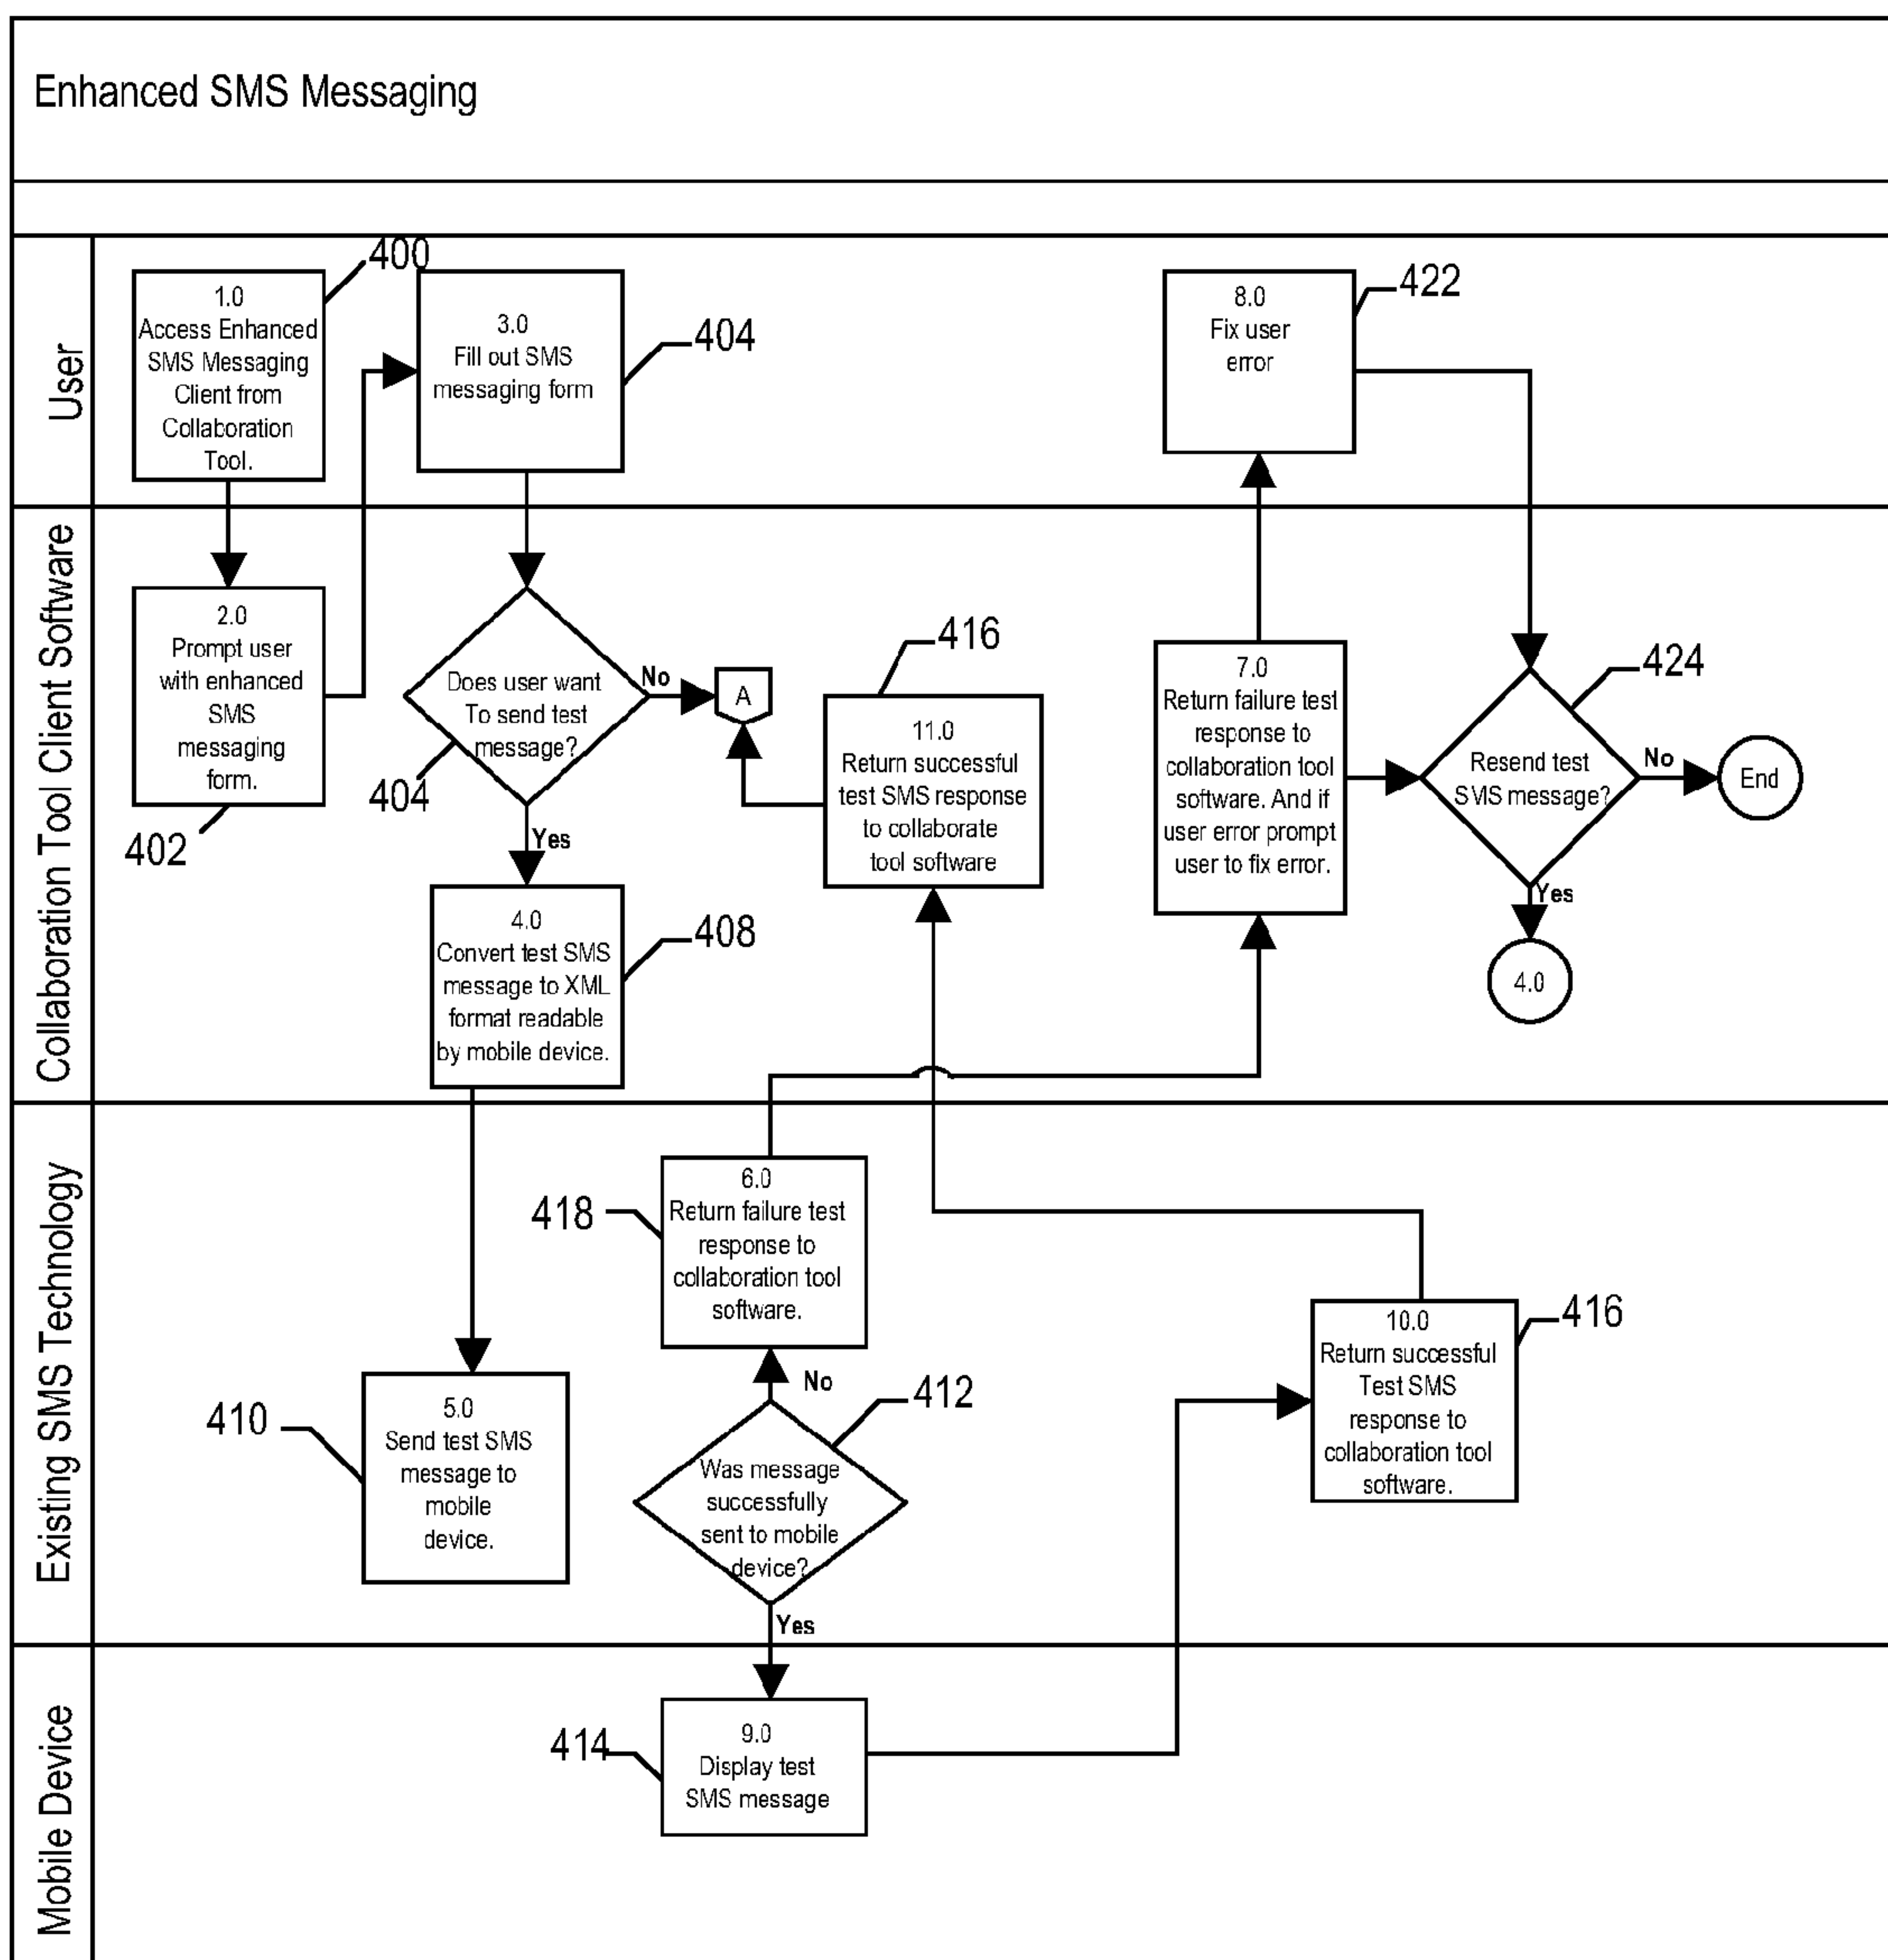 Enhanced SMS Messaging
User
400
1.0
Access Enhanced
SMS Messaging
Client from
Collaboration
Tool.
3.0
Fill out SMS
messaging form
404
8.0
Fix user
error
422
Collaboration Tool Client Software
2.0
Prompt user
with enhanced
SMS
messaging
form.
402
Does user want
To send test
message?
404
No
A
Yes
416
11.0
Return successful
test SMS response
to collaborate
tool software
7.0
Return failure test
response to
collaboration tool
software. And if
user error prompt
user to fix error.
424
Resend test
SMS message?
No
End
Yes
4.0
4.0
Convert test SMS
message to XML
format readable
by mobile device.
408
Existing SMS Technology
410
5.0
Send test SMS
message to
mobile
device.
418
6.0
Return failure test
response to
collaboration tool
software.
No
412
Was message
successfully
sent to mobile
device?
Yes
10.0
Return successful
Test SMS
response to
collaboration tool
software.
416
Mobile Device
414
9.0
Display test
SMS message